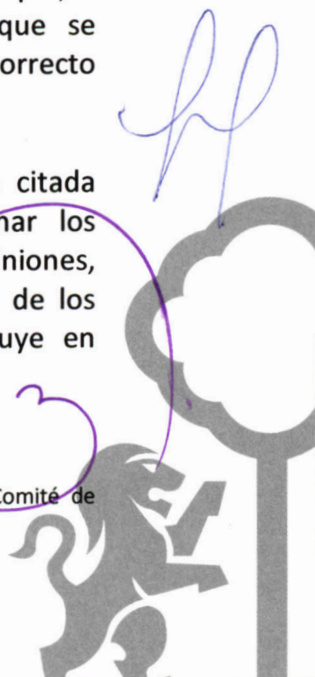 que se
orrecto
citada
nar los
niones,
de los
uye en
Comité de